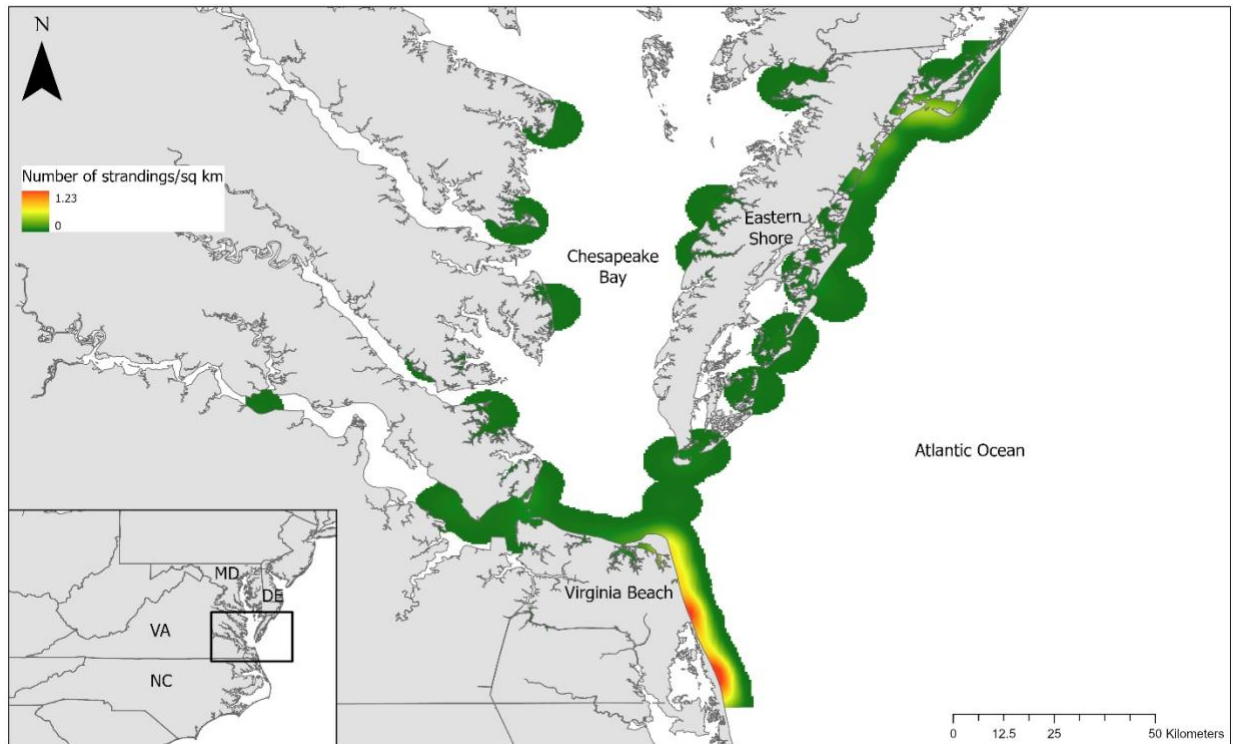 N
Number of strandings/sq km
1.23
0
Eastern
Shore
Chesapeake
Bay
Atlantic Ocean
Virginia Beach
MD
DE
VA
NC
0 12.5 25 50 Kilometers